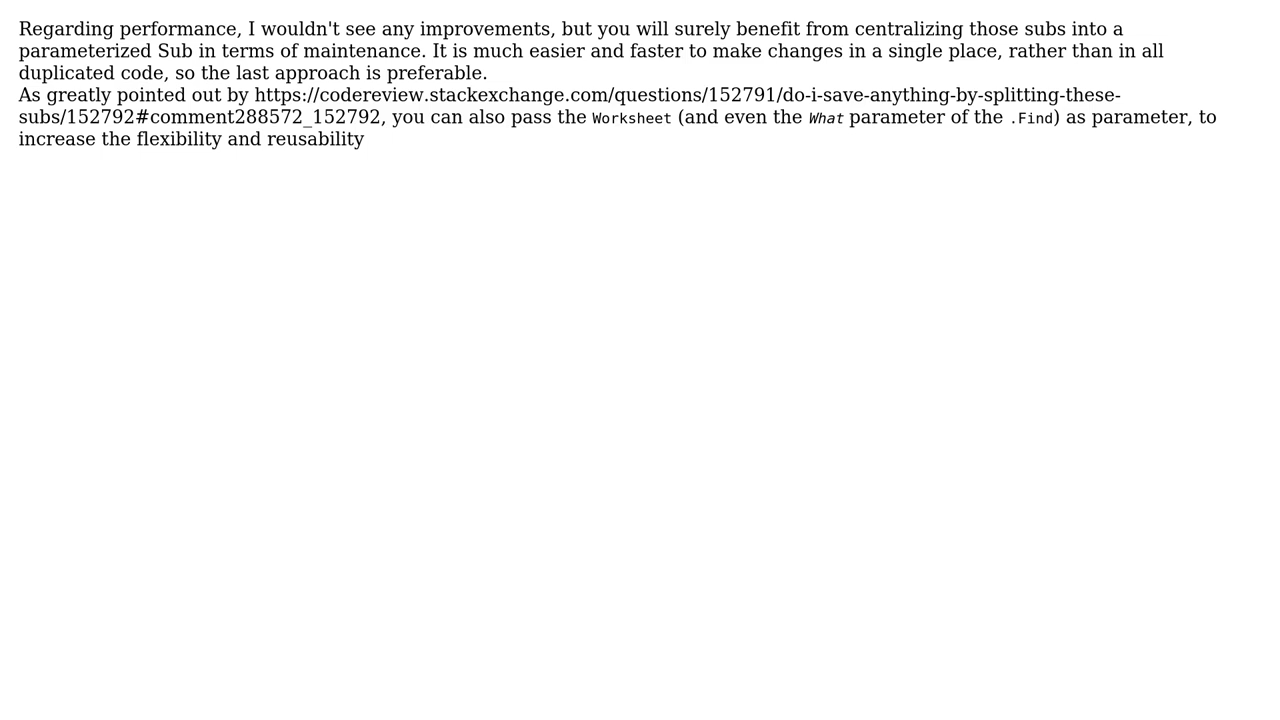 Regarding performance, I wouldn't see any improvements, but you will surely benefit from centralizing those subs into a
parameterized Sub in terms of maintenance. It is much easier and faster to make changes in a single place, rather than in all
duplicated code, so the last approach is preferable.
As greatly pointed out by https://codereview.stackexchange.com/questions/152791/do-i-save-anything-by-splitting-these-
subs/152792#comment288572_152792, you can also pass the Worksheet (and even the What parameter of the .Find) as parameter, to
increase the flexibility and reusability